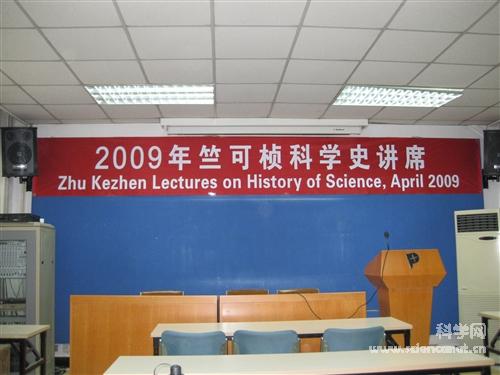 2009年竺可桢科学史讲席
Zhu Kezhen Lectures on History of Science, April 2009
科学网
www.sciencenet.cn